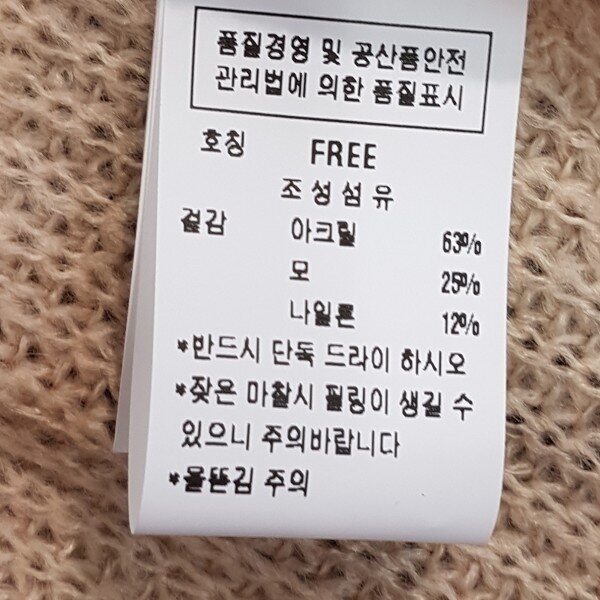 품질경영 및 공산품안전
관리법에 의한 품질표시
호칭 FREE
조성섬유
겉감 아크릴 63%
모 25%
나일론 12%
*반드시 단독 드라이 하시오
*잦은 마찰시 필링이 생길 수
있으니 주의바랍니다
*올뜯김 주의